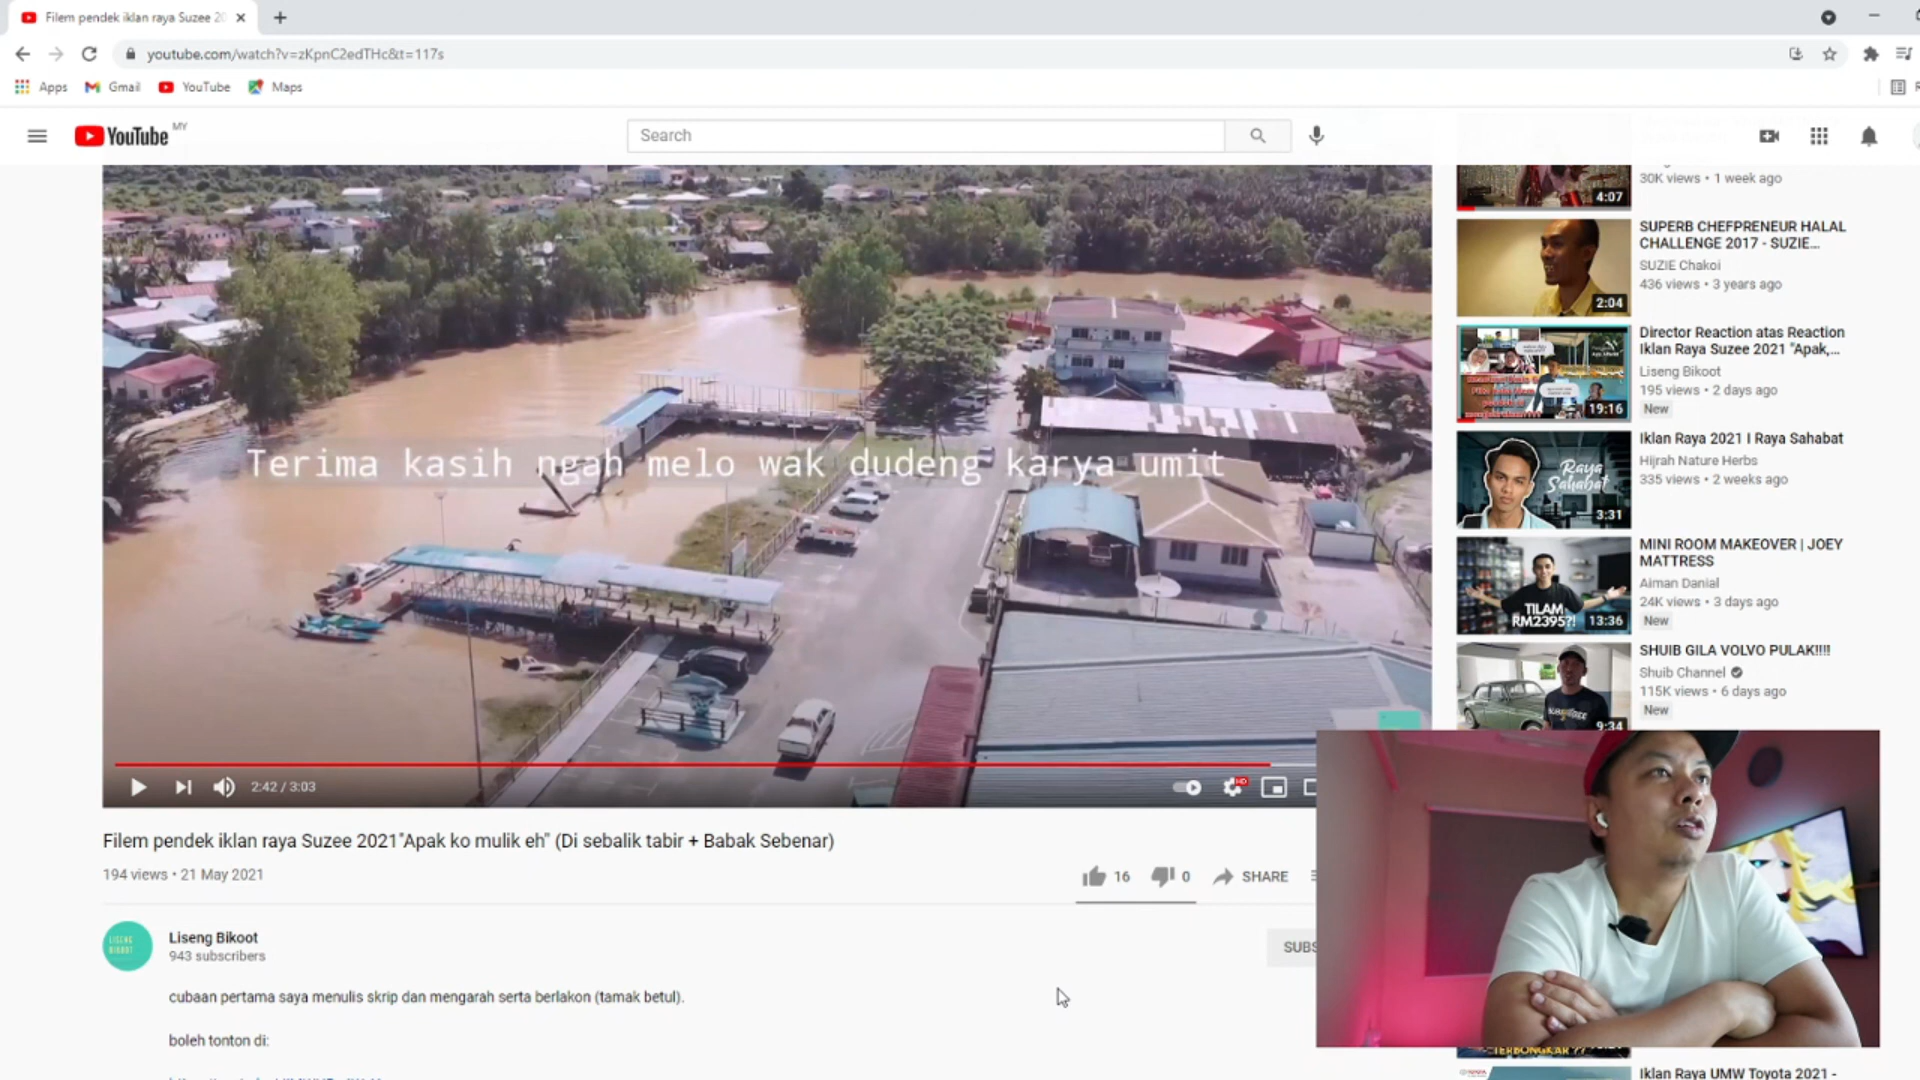 Filem pendek iklan raya Suzee 20
youtube.com/watch?v=zKpnC2edTHc&t=117s
Apps
Gmail
YouTube
Maps
YouTube MY
Search
Terima kasih ngah melo wak dudeng karya umit
2:42 / 3:03
HD
Filem pendek iklan raya Suzee 2021"Apak ko mulik eh" (Di sebalik tabir + Babak Sebenar)
194 views • 21 May 2021
16
0
SHARE
LISENG
BIKOOT
Liseng Bikoot
943 subscribers
SUBS
cubaan pertama saya menulis skrip dan mengarah serta berlakon (tamak betul).
boleh tonton di:
30K views • 1 week ago
4:07
SUPERB CHEFPRENEUR HALAL
CHALLENGE 2017 - SUZIE...
SUZIE Chakoi
436 views • 3 years ago
2:04
Director Reaction atas Reaction
Iklan Raya Suzee 2021 "Apak,...
Liseng Bikoot
195 views • 2 days ago
New
19:16
Iklan Raya 2021 I Raya Sahabat
Hijrah Nature Herbs
335 views • 2 weeks ago
Raya
Sahabat
3:31
MINI ROOM MAKEOVER | JOEY
MATTRESS
Aiman Danial
24K views • 3 days ago
New
TILAM
RM2395?!
13:36
SHUIB GILA VOLVO PULAK!!!!
Shuib Channel
115K views • 6 days ago
New
9:34
TERBONGKAR
Iklan Raya UMW Toyota 2021 -